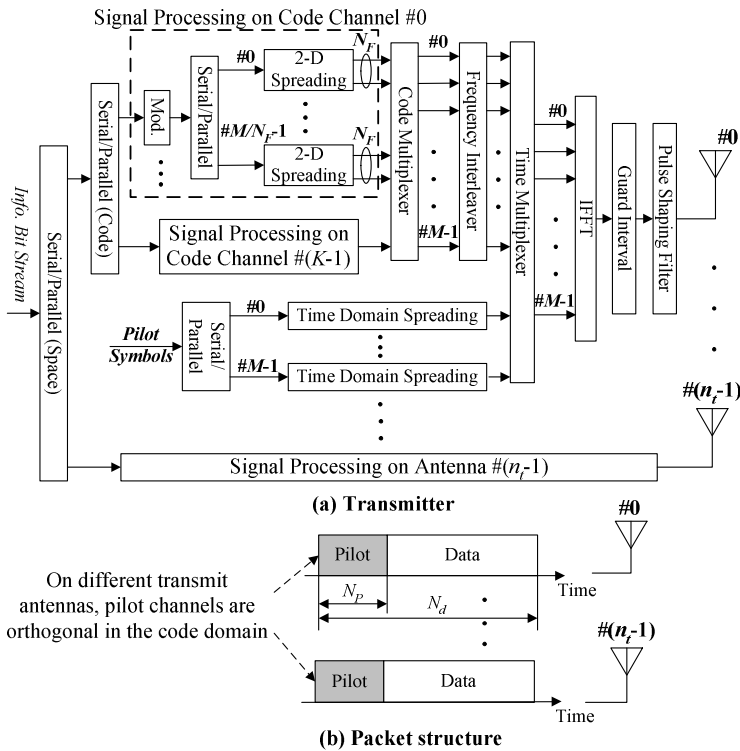 Signal Processing on Code Channel #0
Info. Bit Stream
Serial/Parallel (Space)
Serial/Parallel (Code)
Mod.
Serial/Parallel
#0
2-D
Spreading
N_F
#M/N_F-1
2-D
Spreading
N_F
Signal Processing on
Code Channel #(K-1)
Code Multiplexer
#0
#M-1
Frequency Interleaver
Time Multiplexer
#0
#M-1
IFFT
Guard Interval
Pulse Shaping Filter
#0
Pilot
Symbols
Serial/
Parallel
#0
Time Domain Spreading
#M-1
Time Domain Spreading
#(n_t-1)
Signal Processing on Antenna #(n_t-1)
(a) Transmitter
On different transmit
antennas, pilot channels are
orthogonal in the code domain
Pilot
Data
Time
#0
N_P
N_d
Pilot
Data
Time
#(n_t-1)
(b) Packet structure